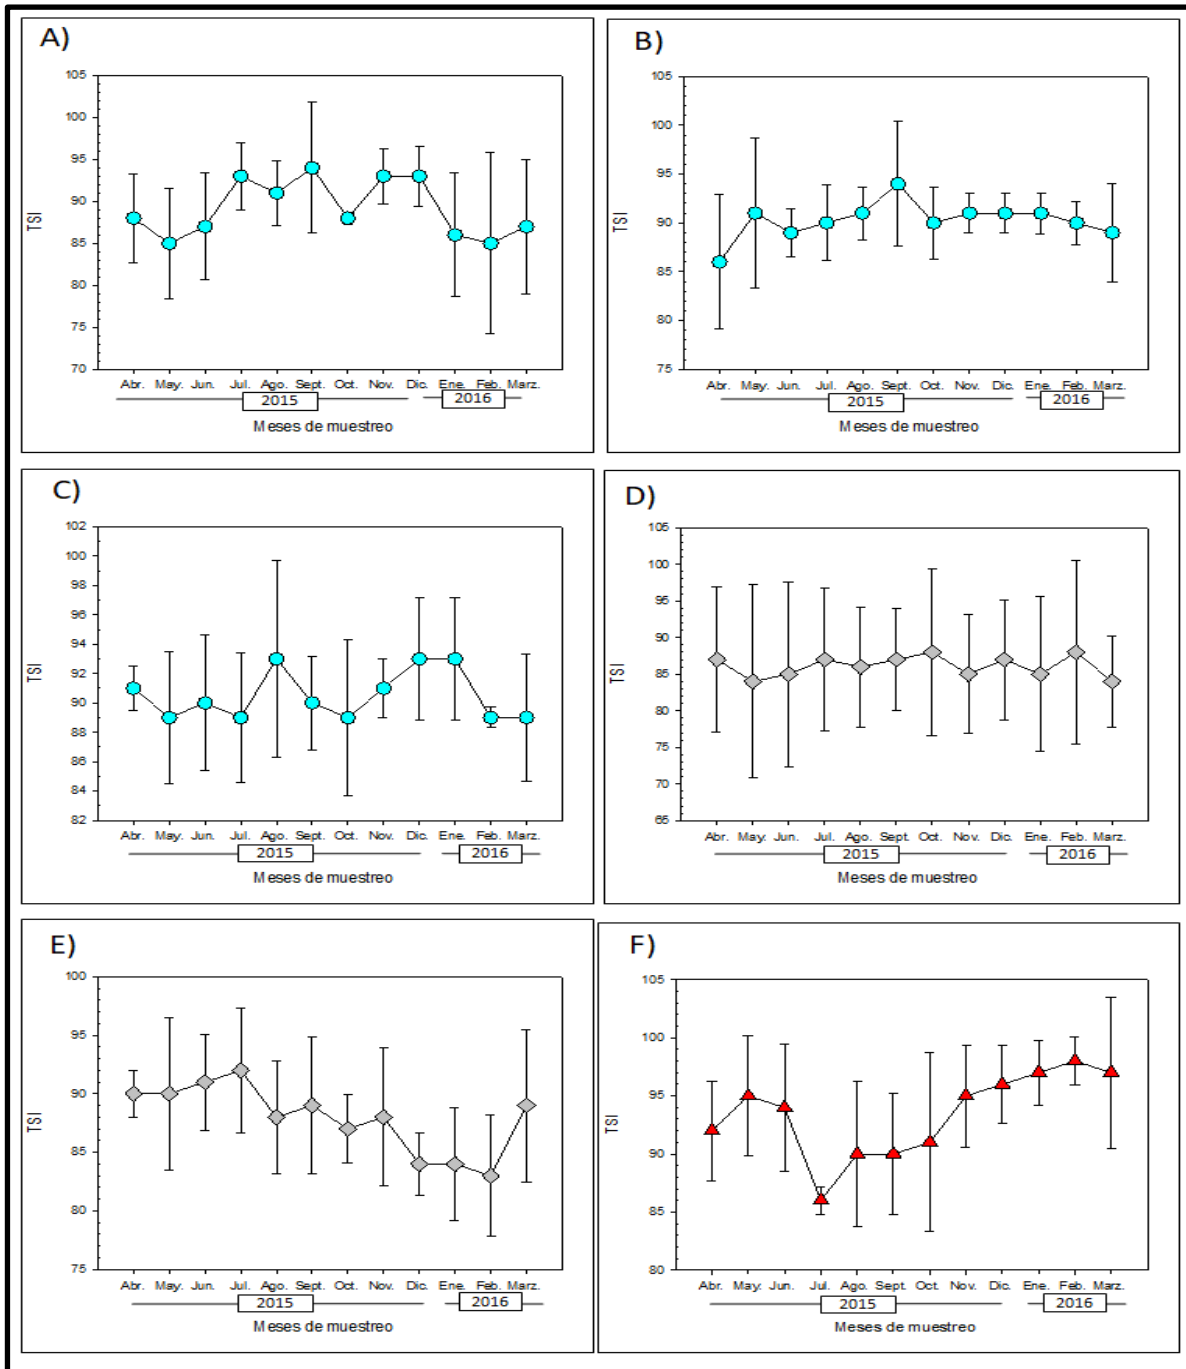 A)
105
100
95
90
85
80
75
70
TSI
Abr. May. Jun. Jul. Ago. Sept. Oct. Nov. Dic. Ene. Feb. Marz.
2015 2016
Meses de muestreo
B)
105
100
95
90
85
80
75
TSI
Abr. May. Jun. Jul. Ago. Sept. Oct. Nov. Dic. Ene. Feb. Marz.
2015 2016
Meses de muestreo
C)
102
100
98
96
94
92
90
88
86
84
82
TSI
Abr. May. Jun. Jul. Ago. Sept. Oct. Nov. Dic. Ene. Feb. Marz.
2015 2016
Meses de muestreo
D)
105
100
95
90
85
80
75
70
65
TSI
Abr. May. Jun. Jul. Ago. Sept. Oct. Nov. Dic. Ene. Feb. Marz.
2015 2016
Meses de muestreo
E)
100
95
90
85
80
75
TSI
Abr. May. Jun. Jul. Ago. Sept. Oct. Nov. Dic. Ene. Feb. Marz.
2015 2016
Meses de muestreo
F)
105
100
95
90
85
80
TSI
Abr. May. Jun. Jul. Ago. Sept. Oct. Nov. Dic. Ene. Feb. Marz.
2015 2016
Meses de muestreo